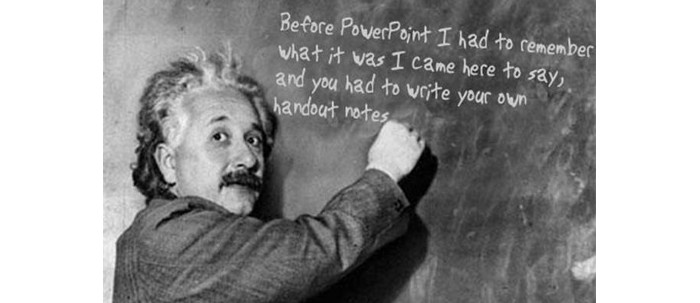 Before PowerPoint I had to remember
what it was I came here to say,
and you had to write your own
handout notes